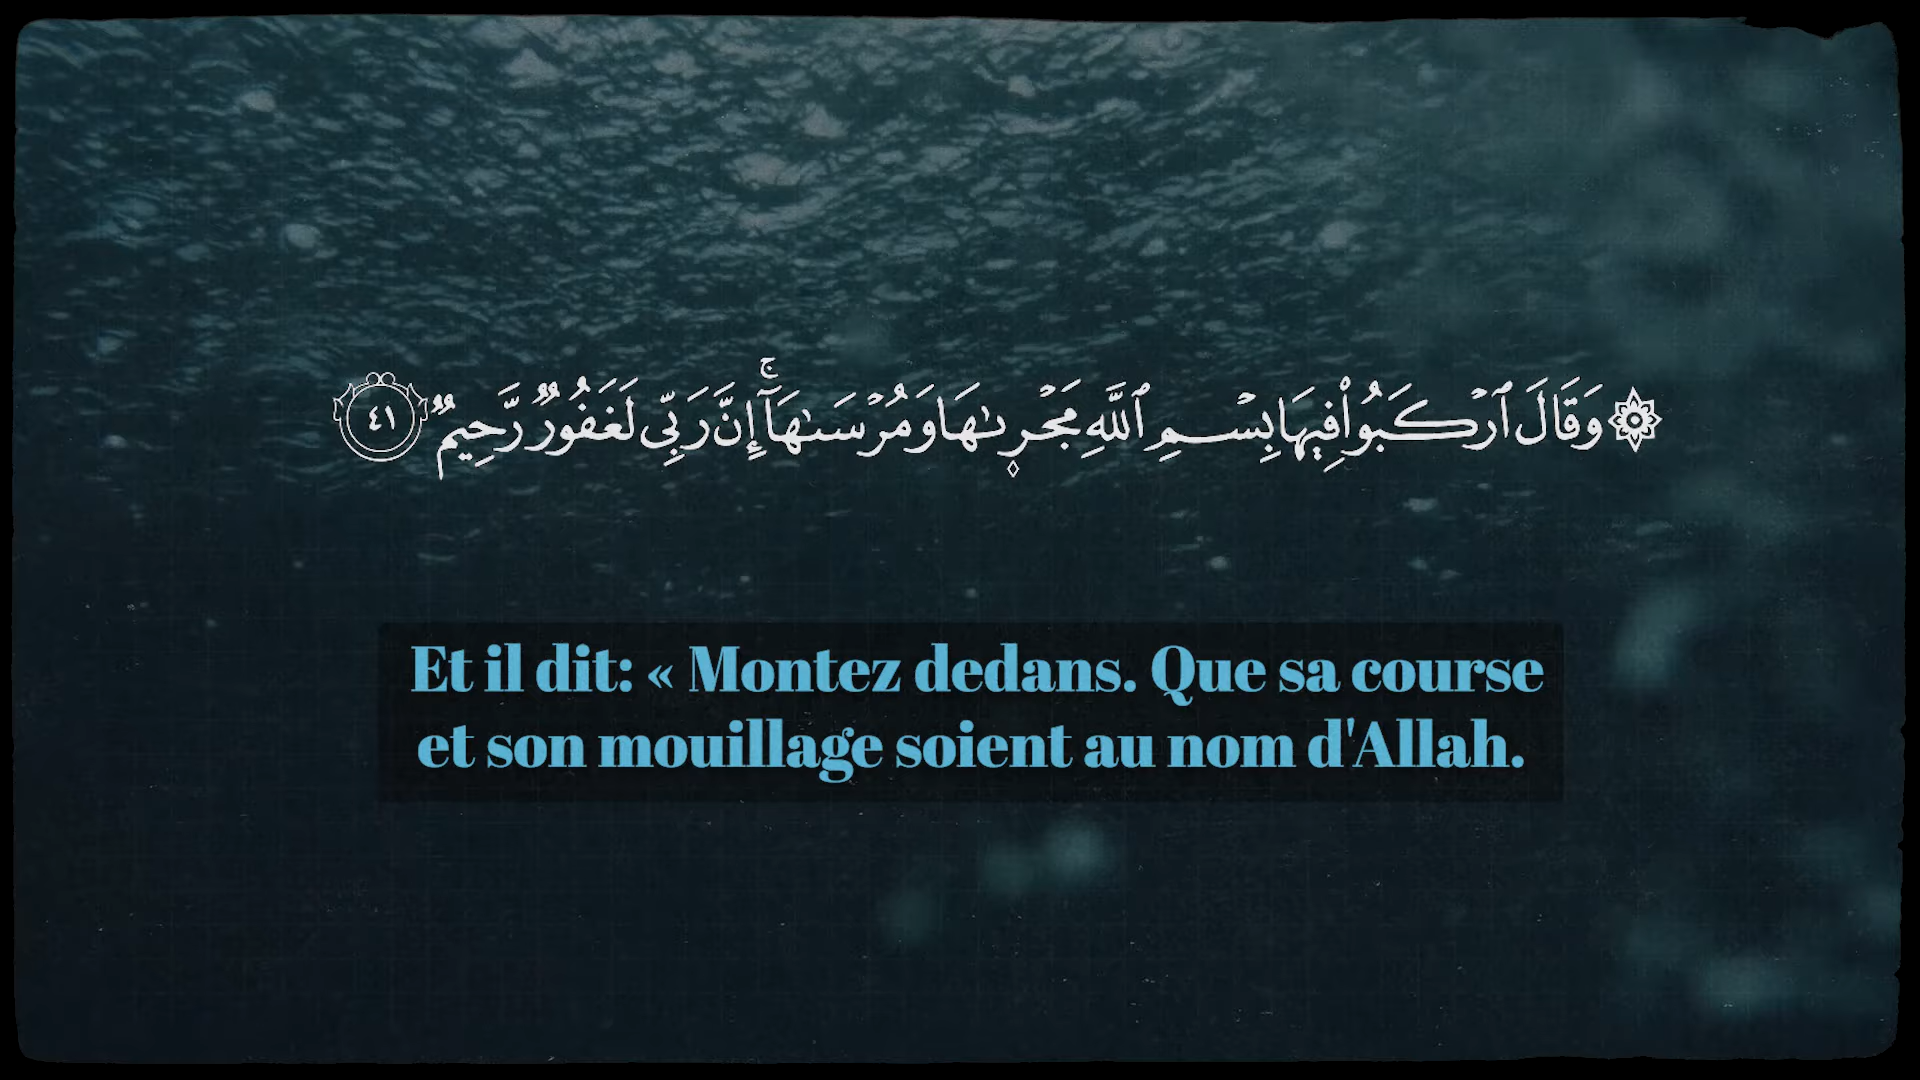 ۞ وَقَالَ ٱرۡكَبُواْ فِيهَا بِسۡمِ ٱللَّهِ مَجۡر۪ىٰهَا وَمُرۡسَىٰهَآۚ إِنَّ رَبِّي لَغَفُورٞ رَّحِيمٞ ٤١
Et il dit: « Montez dedans. Que sa course
et son mouillage soient au nom d'Allah.